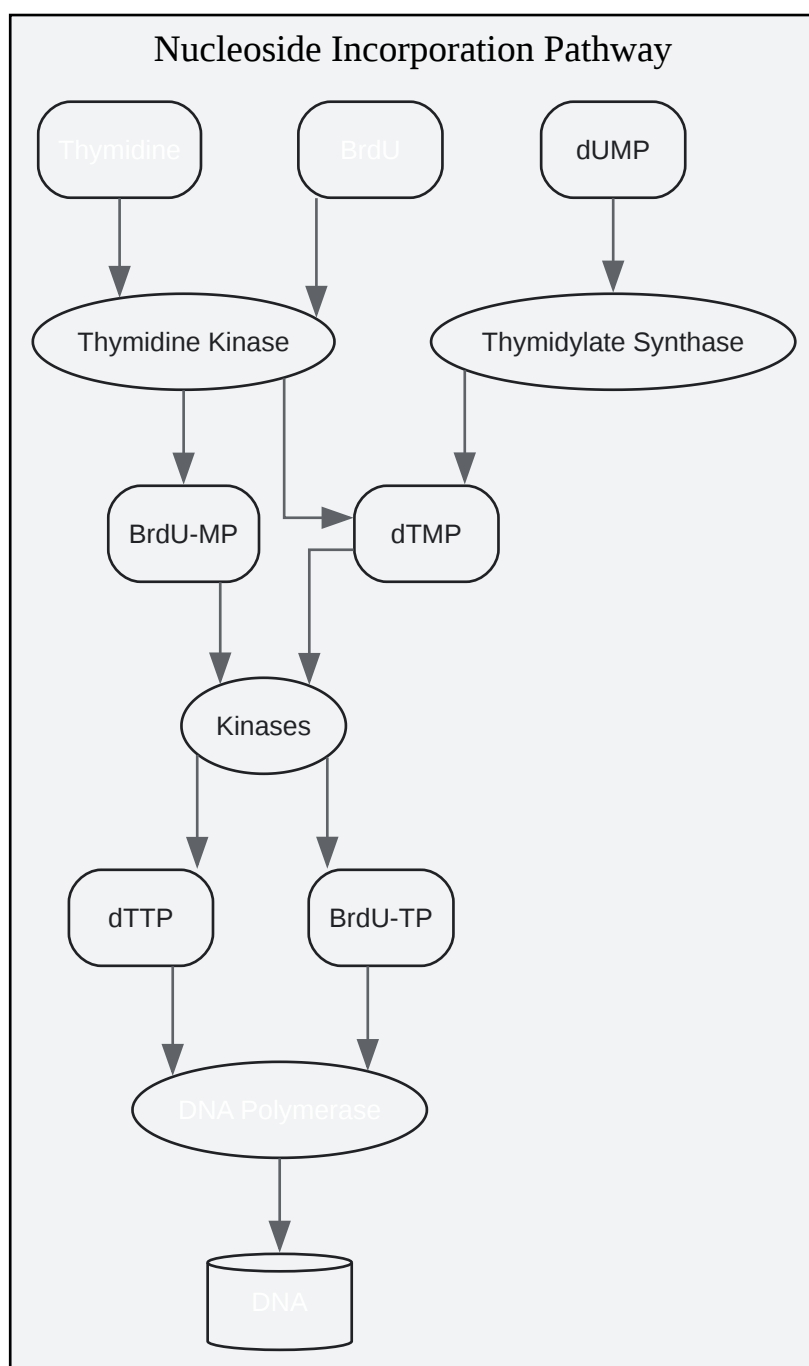 Nucleoside Incorporation Pathway
Thymidine
BrdU
dUMP
Thymidine Kinase
Thymidylate Synthase
BrdU-MP
dTMP
Kinases
dTTP
BrdU-TP
DNA Polymerase
DNA